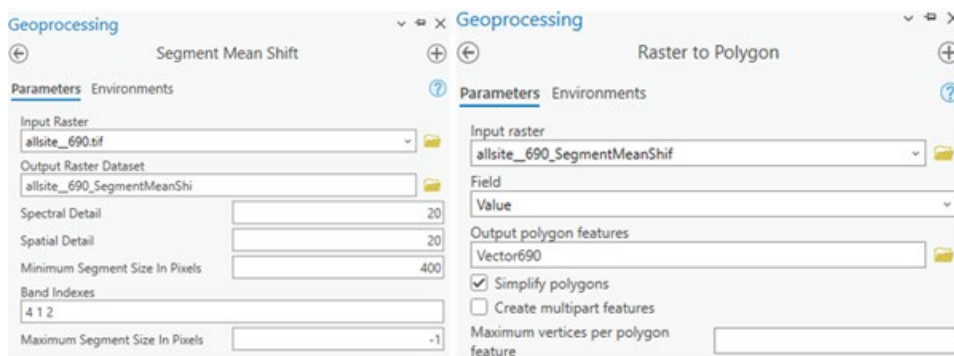 Geoprocessing
Segment Mean Shift
Parameters Environments
Input Raster
allsite__690.tif
Output Raster Dataset
allsite__690_SegmentMeanShi
Spectral Detail 20
Spatial Detail 20
Minimum Segment Size In Pixels 400
Band Indexes
4 1 2
Maximum Segment Size In Pixels -1
Geoprocessing
Raster to Polygon
Parameters Environments
Input raster
allsite__690_SegmentMeanShif
Field
Value
Output polygon features
Vector690
Simplify polygons
Create multipart features
Maximum vertices per polygon
feature